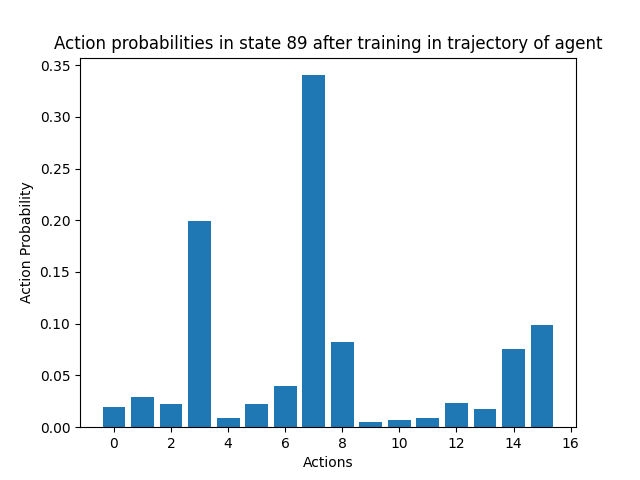 Action probabilities in state 89 after training in trajectory of agent
0.35
0.30
0.25
0.20
0.15
0.10
0.05
0.00
Action Probability
0 2 4 6 8 10 12 14 16
Actions